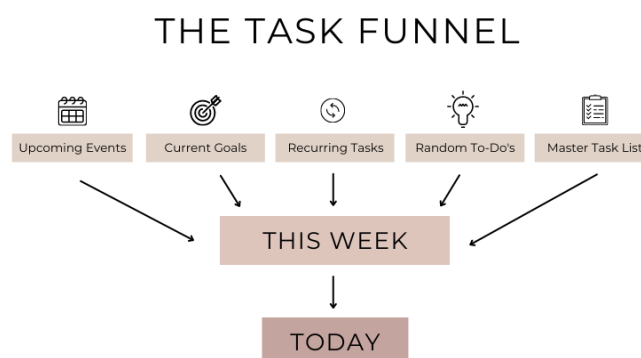 THE TASK FUNNEL
Upcoming Events
Current Goals
Recurring Tasks
Random To-Do's
Master Task List
THIS WEEK
TODAY